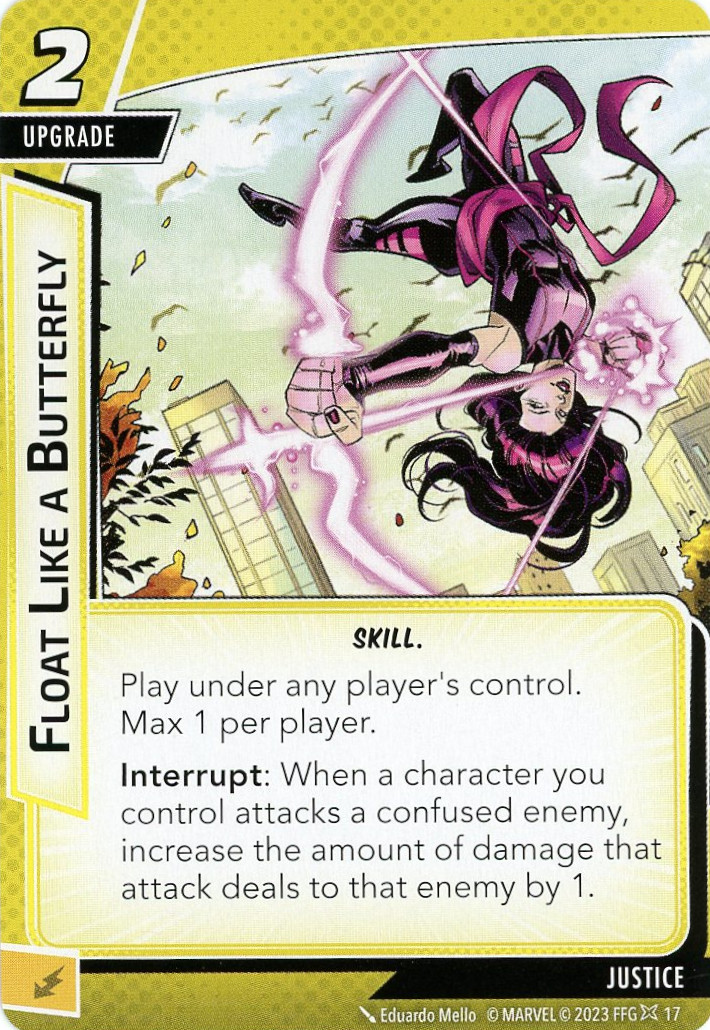 2
UPGRADE
FLOAT LIKE A BUTTERFLY
SKILL.
Play under any player's control.
Max 1 per player.
Interrupt: When a character you
control attacks a confused enemy,
increase the amount of damage that
attack deals to that enemy by 1.
JUSTICE
Eduardo Mello © MARVEL © 2023 FFG 17